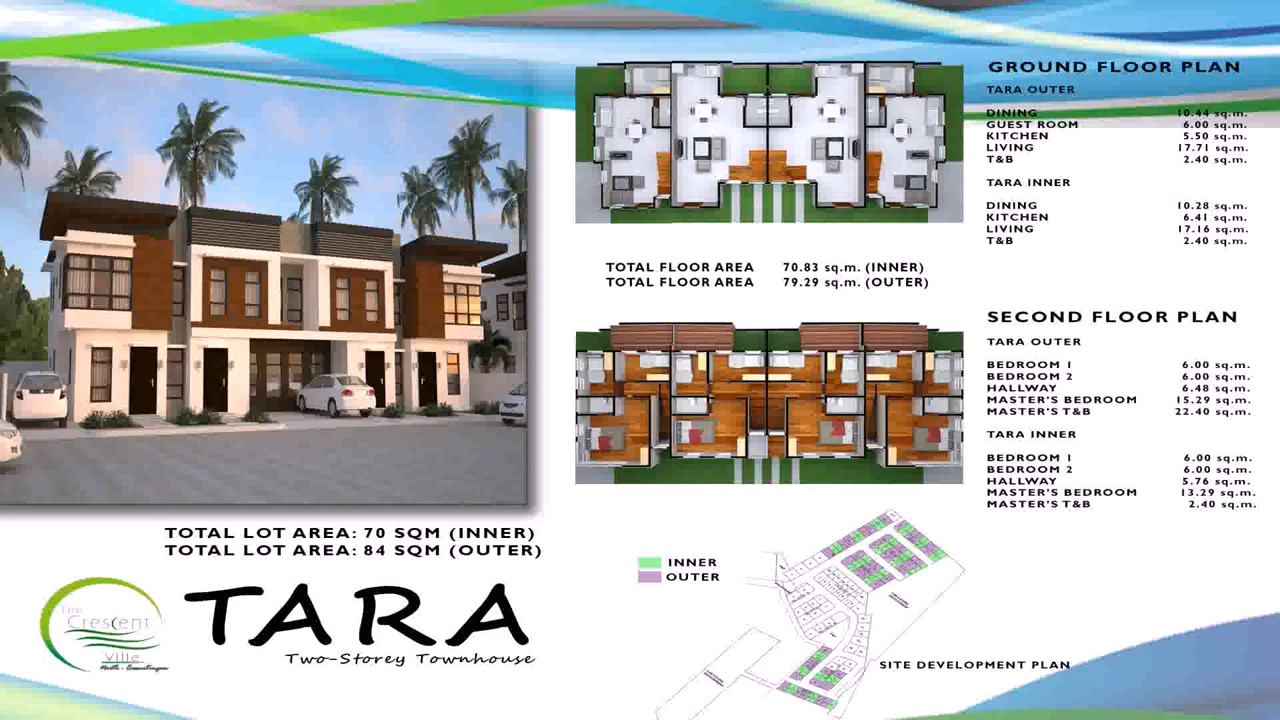 GROUND FLOOR PLAN
TARA OUTER
DINING 10.44 sq.m.
GUEST ROOM 6.00 sq.m.
KITCHEN 5.50 sq.m.
LIVING 17.71 sq.m.
T&B 2.40 sq.m.
TARA INNER
DINING 10.28 sq.m.
KITCHEN 6.41 sq.m.
LIVING 17.16 sq.m.
T&B 2.40 sq.m.
TOTAL FLOOR AREA 70.83 sq.m. (INNER)
TOTAL FLOOR AREA 79.29 sq.m. (OUTER)
SECOND FLOOR PLAN
TARA OUTER
BEDROOM 1 6.00 sq.m.
BEDROOM 2 6.00 sq.m.
HALLWAY 6.48 sq.m.
MASTER'S BEDROOM 15.29 sq.m.
MASTER'S T&B 22.40 sq.m.
TARA INNER
BEDROOM 1 6.00 sq.m.
BEDROOM 2 6.00 sq.m.
HALLWAY 5.76 sq.m.
MASTER'S BEDROOM 13.29 sq.m.
MASTER'S T&B 2.40 sq.m.
TOTAL LOT AREA: 70 SQM (INNER)
TOTAL LOT AREA: 84 SQM (OUTER)
The
Crescent
Ville
TARA
Two-Storey Townhouse
INNER
OUTER
SITE DEVELOPMENT PLAN